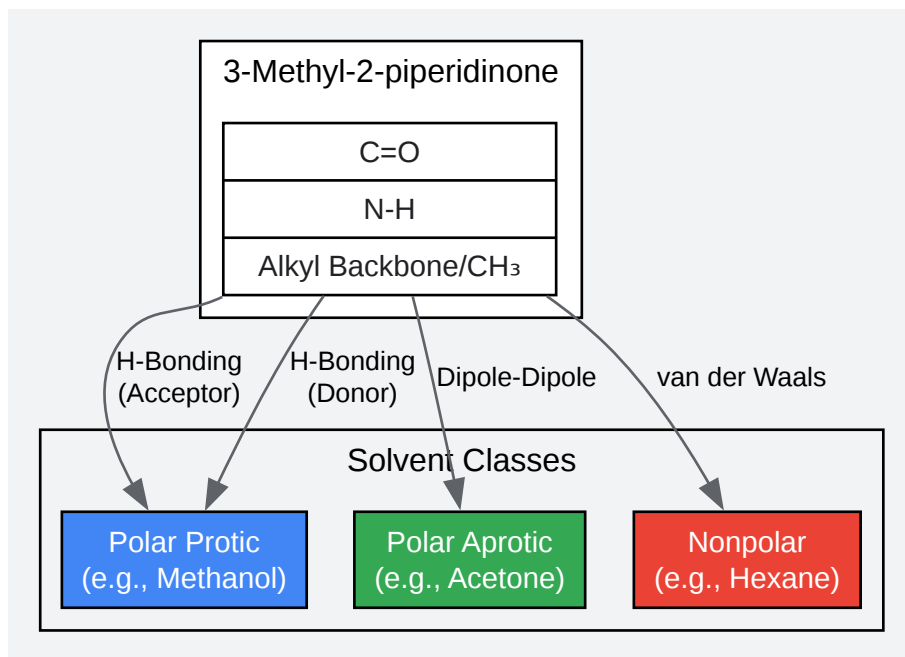 3-Methyl-2-piperidinone
C=O
N-H
Alkyl Backbone/CH₃
H-Bonding
(Acceptor)
H-Bonding
(Donor)
Dipole-Dipole
van der Waals
Solvent Classes
Polar Protic
(e.g., Methanol)
Polar Aprotic
(e.g., Acetone)
Nonpolar
(e.g., Hexane)